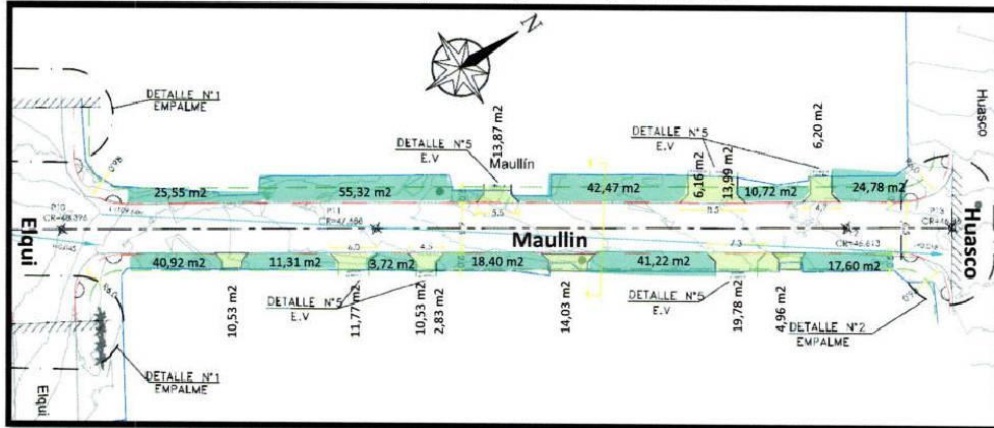 N
DETALLE N°1
EMPALME
DETALLE N°5
E.V
13,87 m2
Maullín
DETALLE N°5
E.V
6,16 m2
13,99 m2
6,20 m2
Huasco
25,55 m2
55,32 m2
42,47 m2
10,72 m2
24,78 m2
P10
P11
Elqui
Maullin
Huasco
40,92 m2
11,31 m2
3,72 m2
18,40 m2
41,22 m2
17,60 m2
10,53 m2
DETALLE N°5
E.V
11,77 m2
10,53 m2
2,83 m2
14,03 m2
DETALLE N°5
E.V
19,78 m2
4,96 m2
DETALLE N°2
EMPALME
DETALLE N°1
EMPALME
Elqui